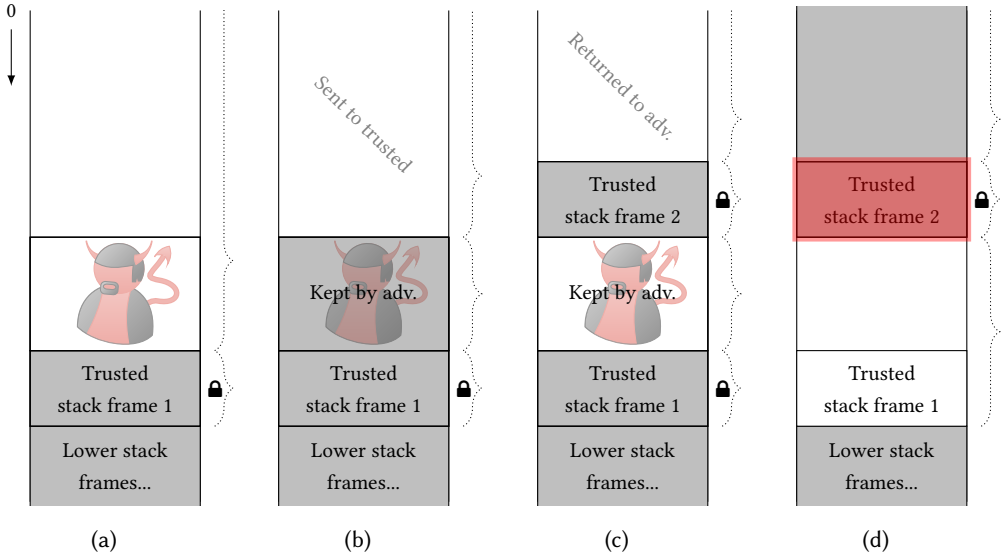 0
Trusted
stack frame 1
Lower stack
frames...
(a)
Sent to trusted
Kept by adv.
Trusted
stack frame 1
Lower stack
frames...
(b)
Returned to adv.
Trusted
stack frame 2
Kept by adv.
Trusted
stack frame 1
Lower stack
frames...
(c)
Trusted
stack frame 2
Trusted
stack frame 1
Lower stack
frames...
(d)